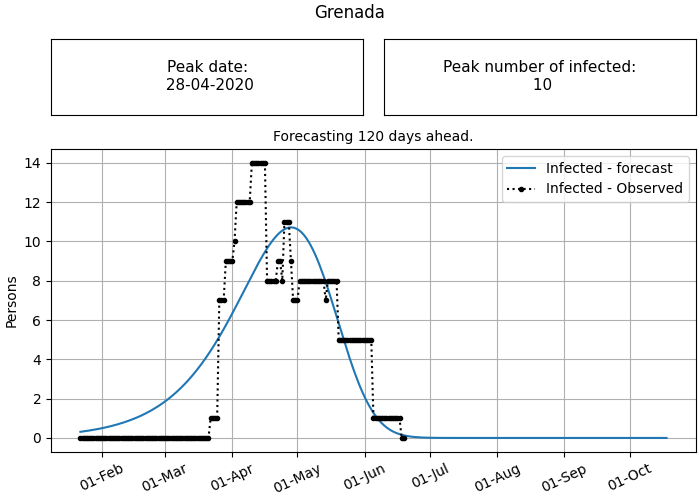 Grenada
Peak date:
28-04-2020
Peak number of infected:
10
Forecasting 120 days ahead.
Infected - forecast
Infected - Observed
Persons
14
12
10
8
6
4
2
0
01-Feb
01-Mar
01-Apr
01-May
01-Jun
01-Jul
01-Aug
01-Sep
01-Oct